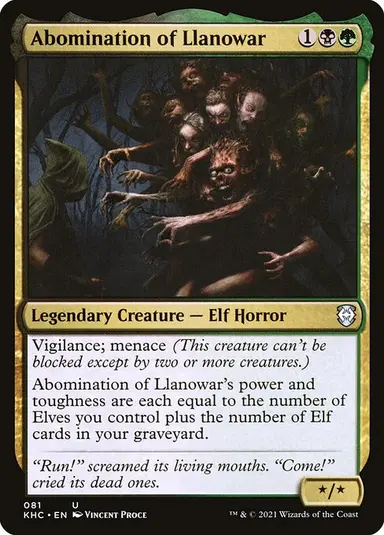 Abomination of Llanowar 1
Legendary Creature — Elf Horror
Vigilance; menace (This creature can't be
blocked except by two or more creatures.)
Abomination of Llanowar's power and
toughness are each equal to the number of
Elves you control plus the number of Elf
cards in your graveyard.
"Run!" screamed its living mouths. "Come!"
cried its dead ones.
*/*
081 U
KHC • EN Vincent Proce
™ & © 2021 Wizards of the Coast